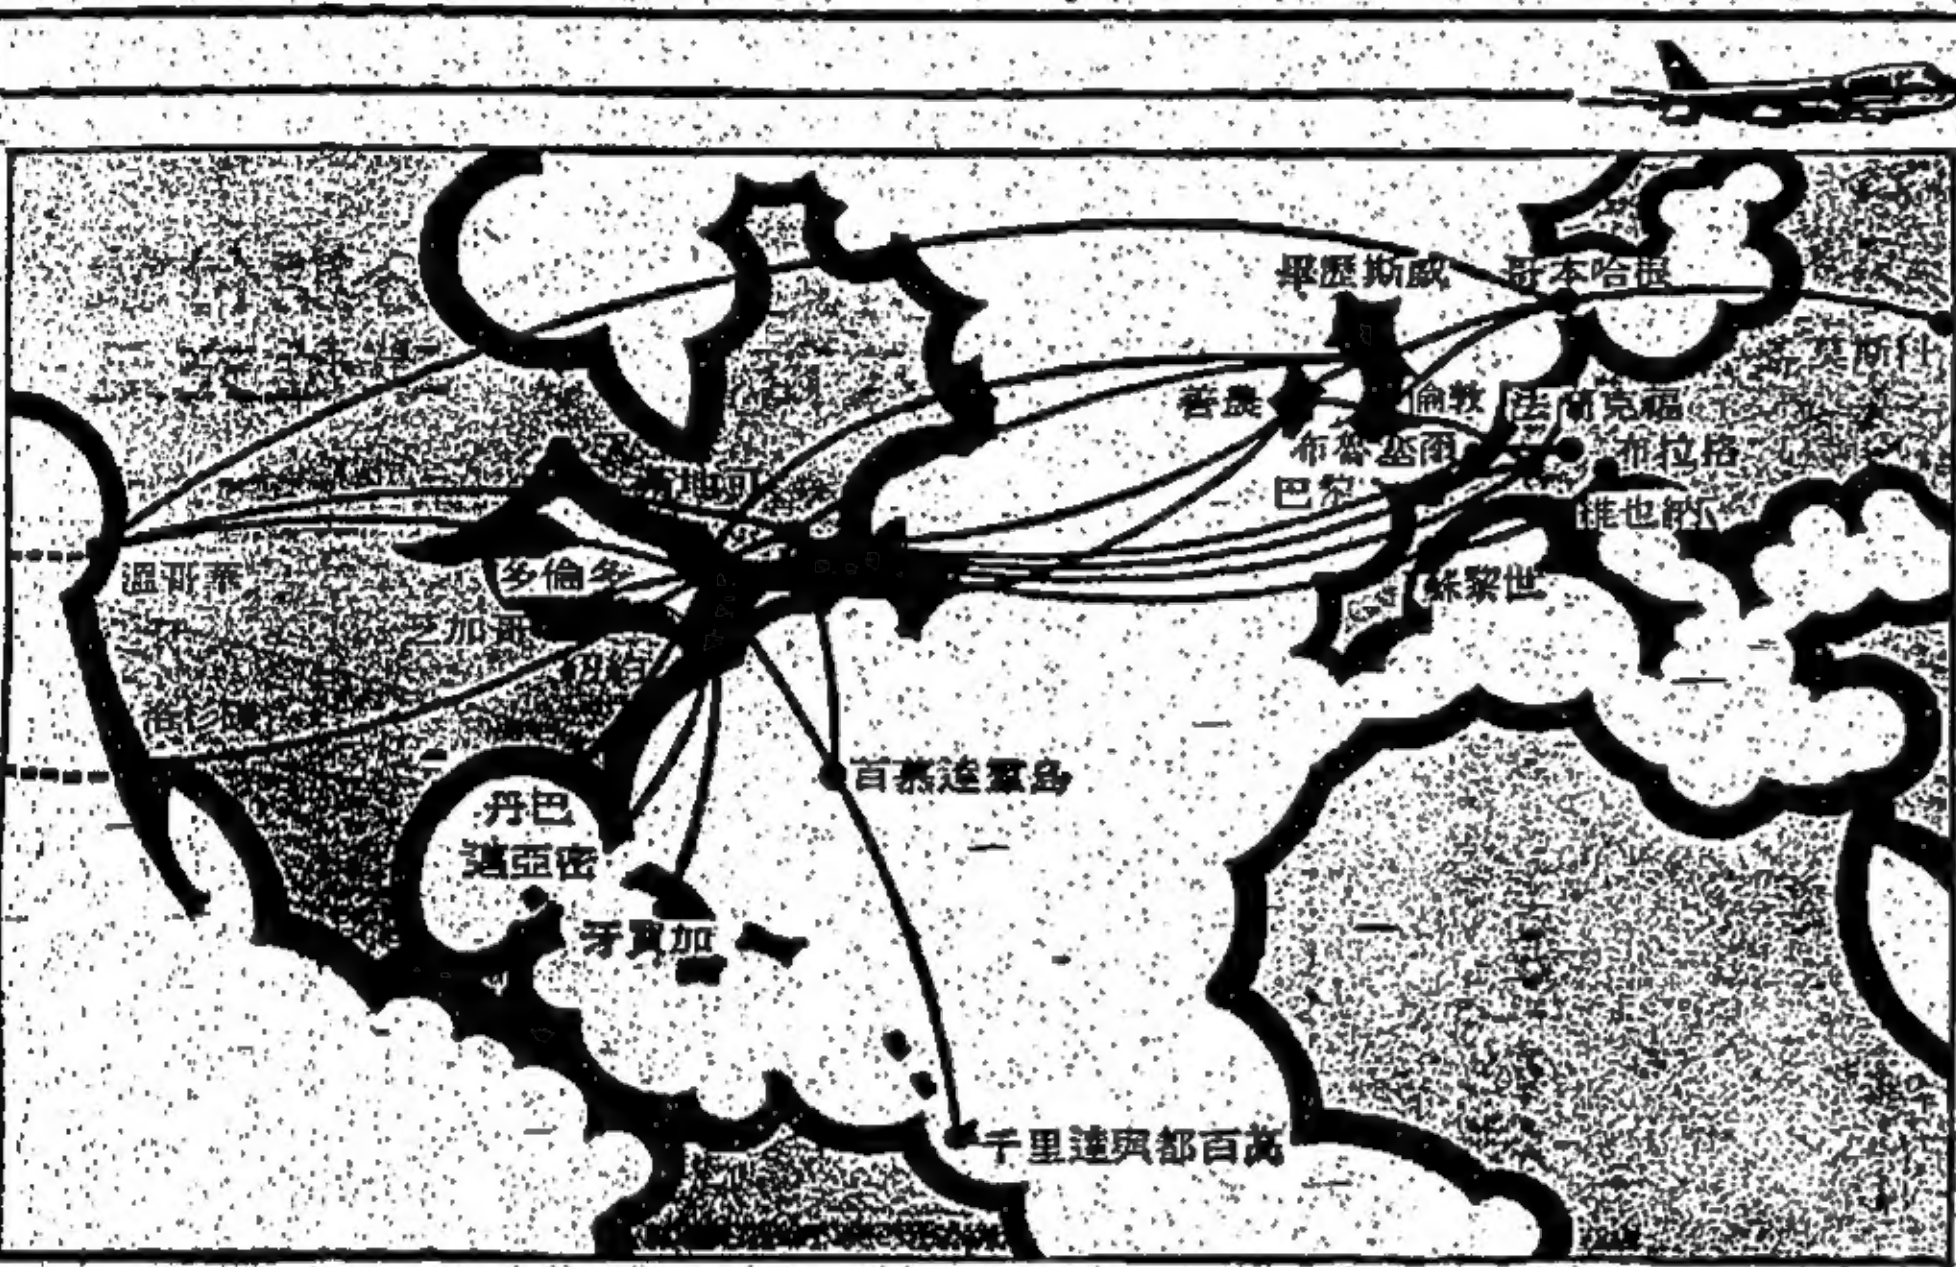 畢歷斯威
哥本哈根
莫斯科
善農
倫敦
法蘭克福
布魯塞爾
布拉格
巴黎
維也納
蘇黎世
滿地可
溫哥華
多倫多
芝加哥
紐約
洛杉磯
百慕達羣島
丹巴
邁亞密
牙買加
千里達與都百萬